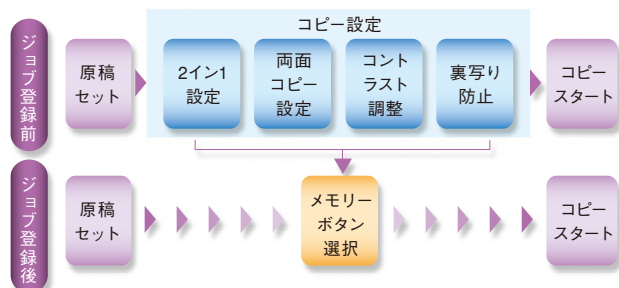 コピー設定
ジョブ登録前
原稿
セット
2イン1
設定
両面
コピー
設定
コント
ラスト
調整
裏写り
防止
コピー
スタート
ジョブ登録後
原稿
セット
メモリー
ボタン
選択
コピー
スタート